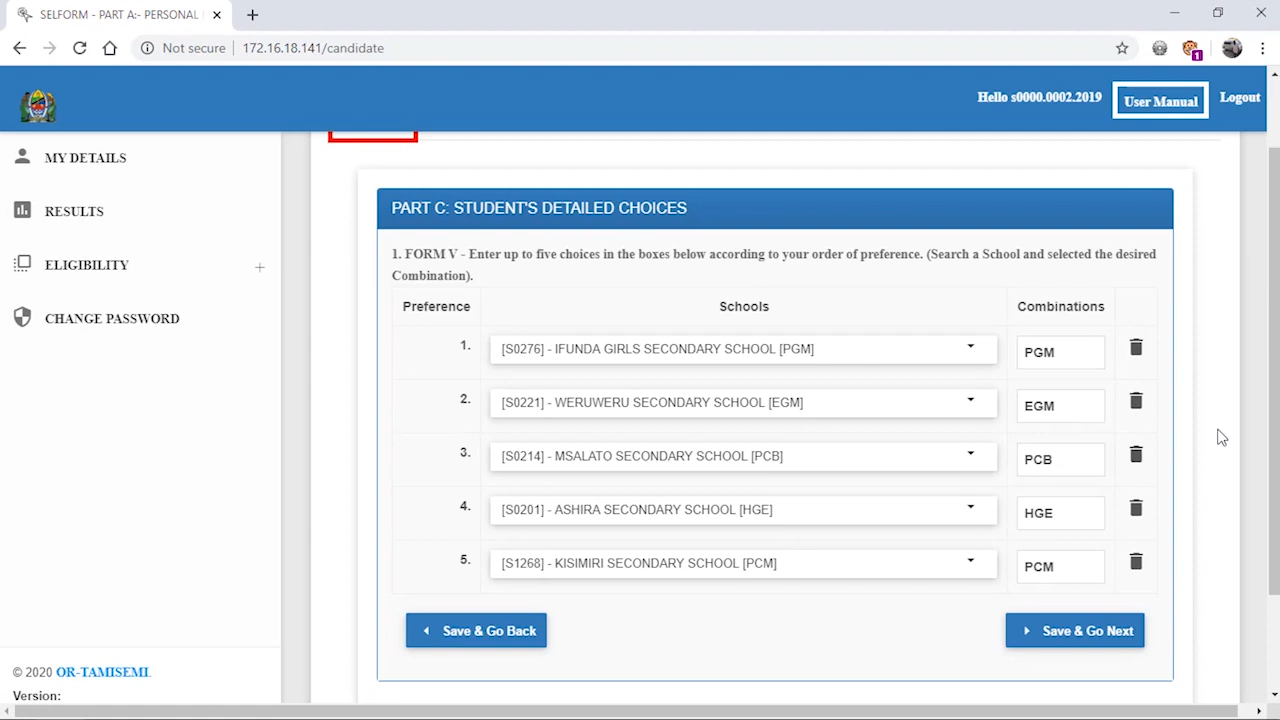 SELFORM - PART A:- PERSONAL
Not secure
172.16.18.141/candidate
1
Hello s0000.0002.2019
User Manual
Logout
MY DETAILS
RESULTS
ELIGIBILITY
CHANGE PASSWORD
© 2020 OR-TAMISEMI.
Version:
PART C: STUDENT'S DETAILED CHOICES
1. FORM V - Enter up to five choices in the boxes below according to your order of preference. (Search a School and selected the desired
Combination).
Preference Schools Combinations
1. [S0276] - IFUNDA GIRLS SECONDARY SCHOOL [PGM] PGM
2. [S0221] - WERUWERU SECONDARY SCHOOL [EGM] EGM
3. [S0214] - MSALATO SECONDARY SCHOOL [PCB] PCB
4. [S0201] - ASHIRA SECONDARY SCHOOL [HGE] HGE
5. [S1268] - KISIMIRI SECONDARY SCHOOL [PCM] PCM
Save & Go Back
Save & Go Next